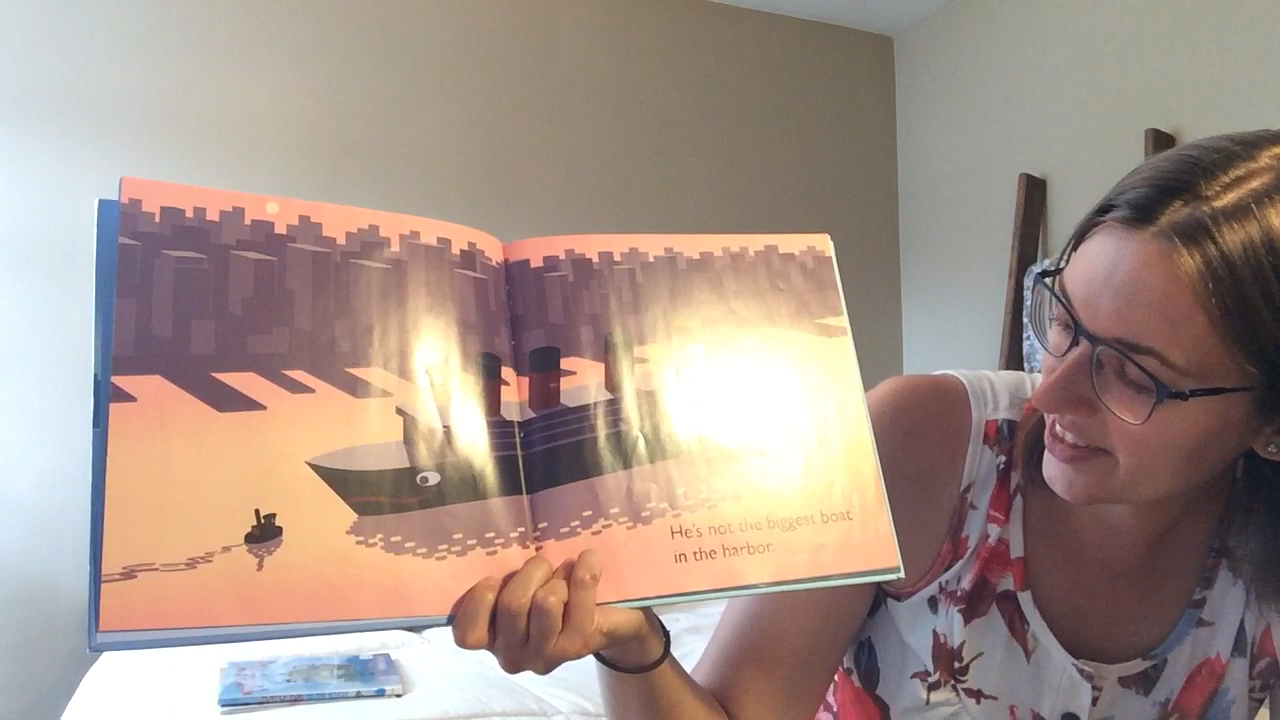 He's not the biggest boat
in the harbor.